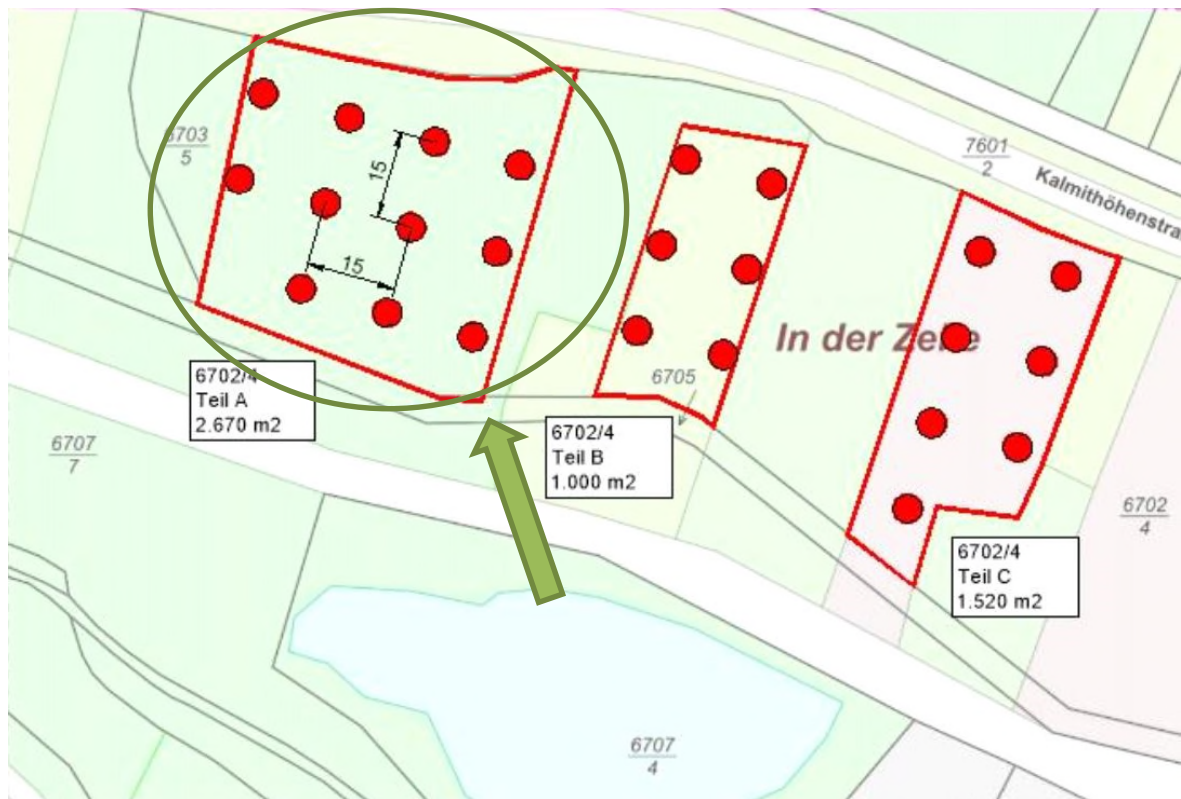 6703
5
15
15
7601
2
Kalmithöhenstra
In der Zelle
6705
6702/4
Teil A
2.670 m2
6702/4
Teil B
1.000 m2
6707
7
6702
4
6702/4
Teil C
1.520 m2
6707
4